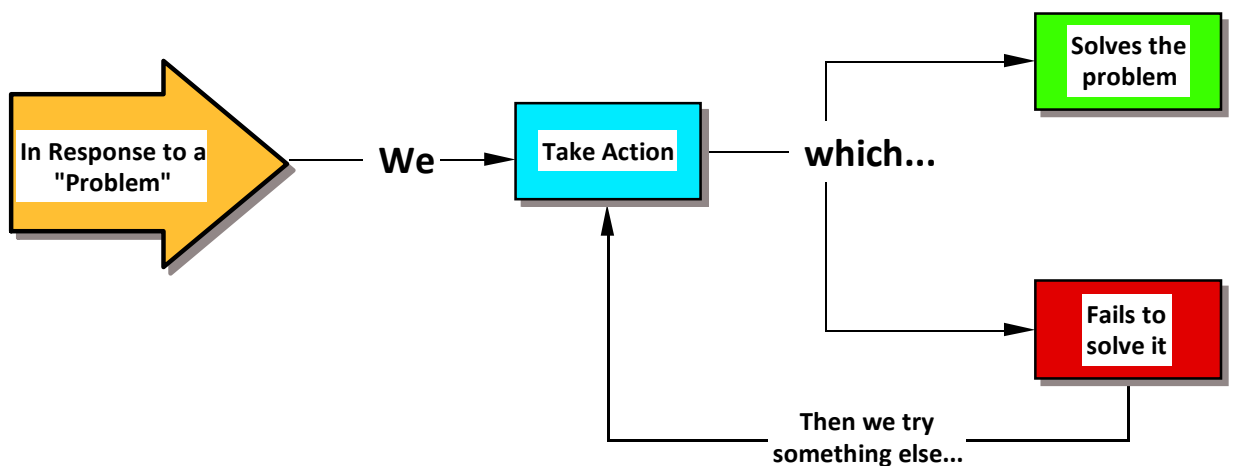 In Response to a
"Problem"
We
Take Action
which...
Solves the
problem
Fails to
solve it
Then we try
something else...